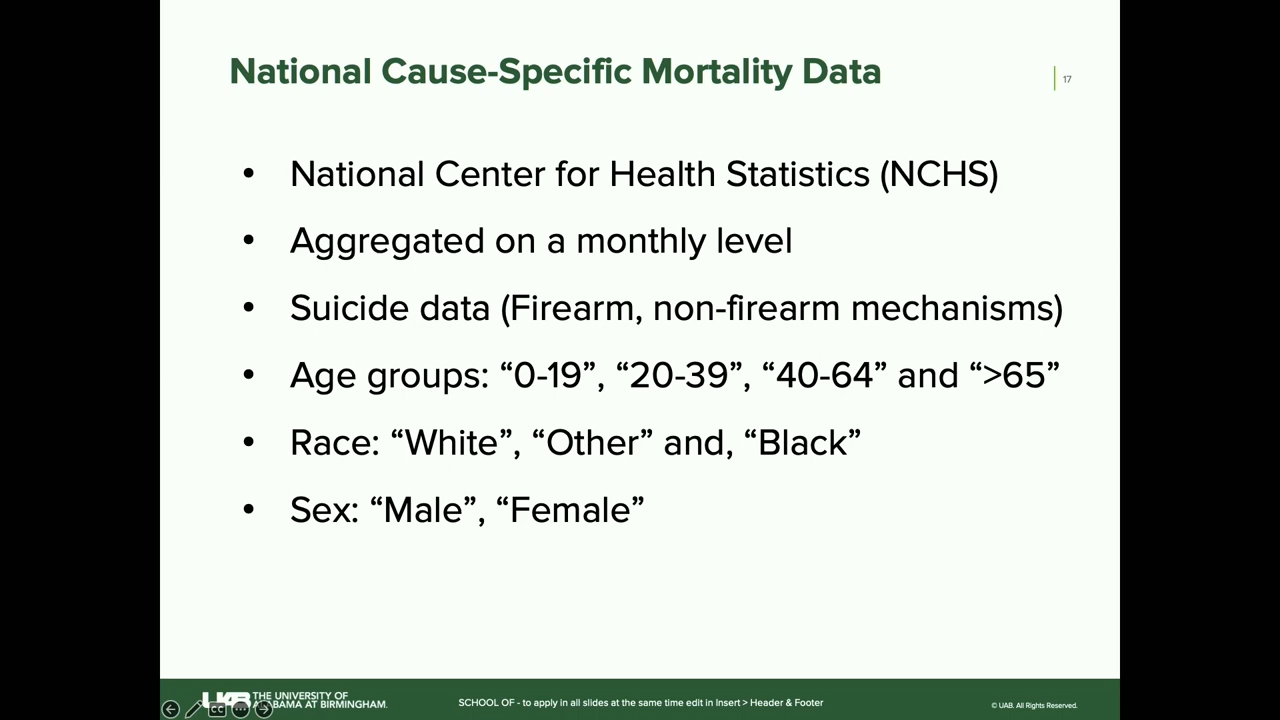 National Cause-Specific Mortality Data
17
• National Center for Health Statistics (NCHS)
• Aggregated on a monthly level
• Suicide data (Firearm, non-firearm mechanisms)
• Age groups: “0-19”, “20-39”, “40-64” and “>65”
• Race: “White”, “Other” and, “Black”
• Sex: “Male”, “Female”
UAB THE UNIVERSITY OF
ALABAMA AT BIRMINGHAM.
CC
SCHOOL OF - to apply in all slides at the same time edit in Insert > Header & Footer
© UAB. All Rights Reserved.